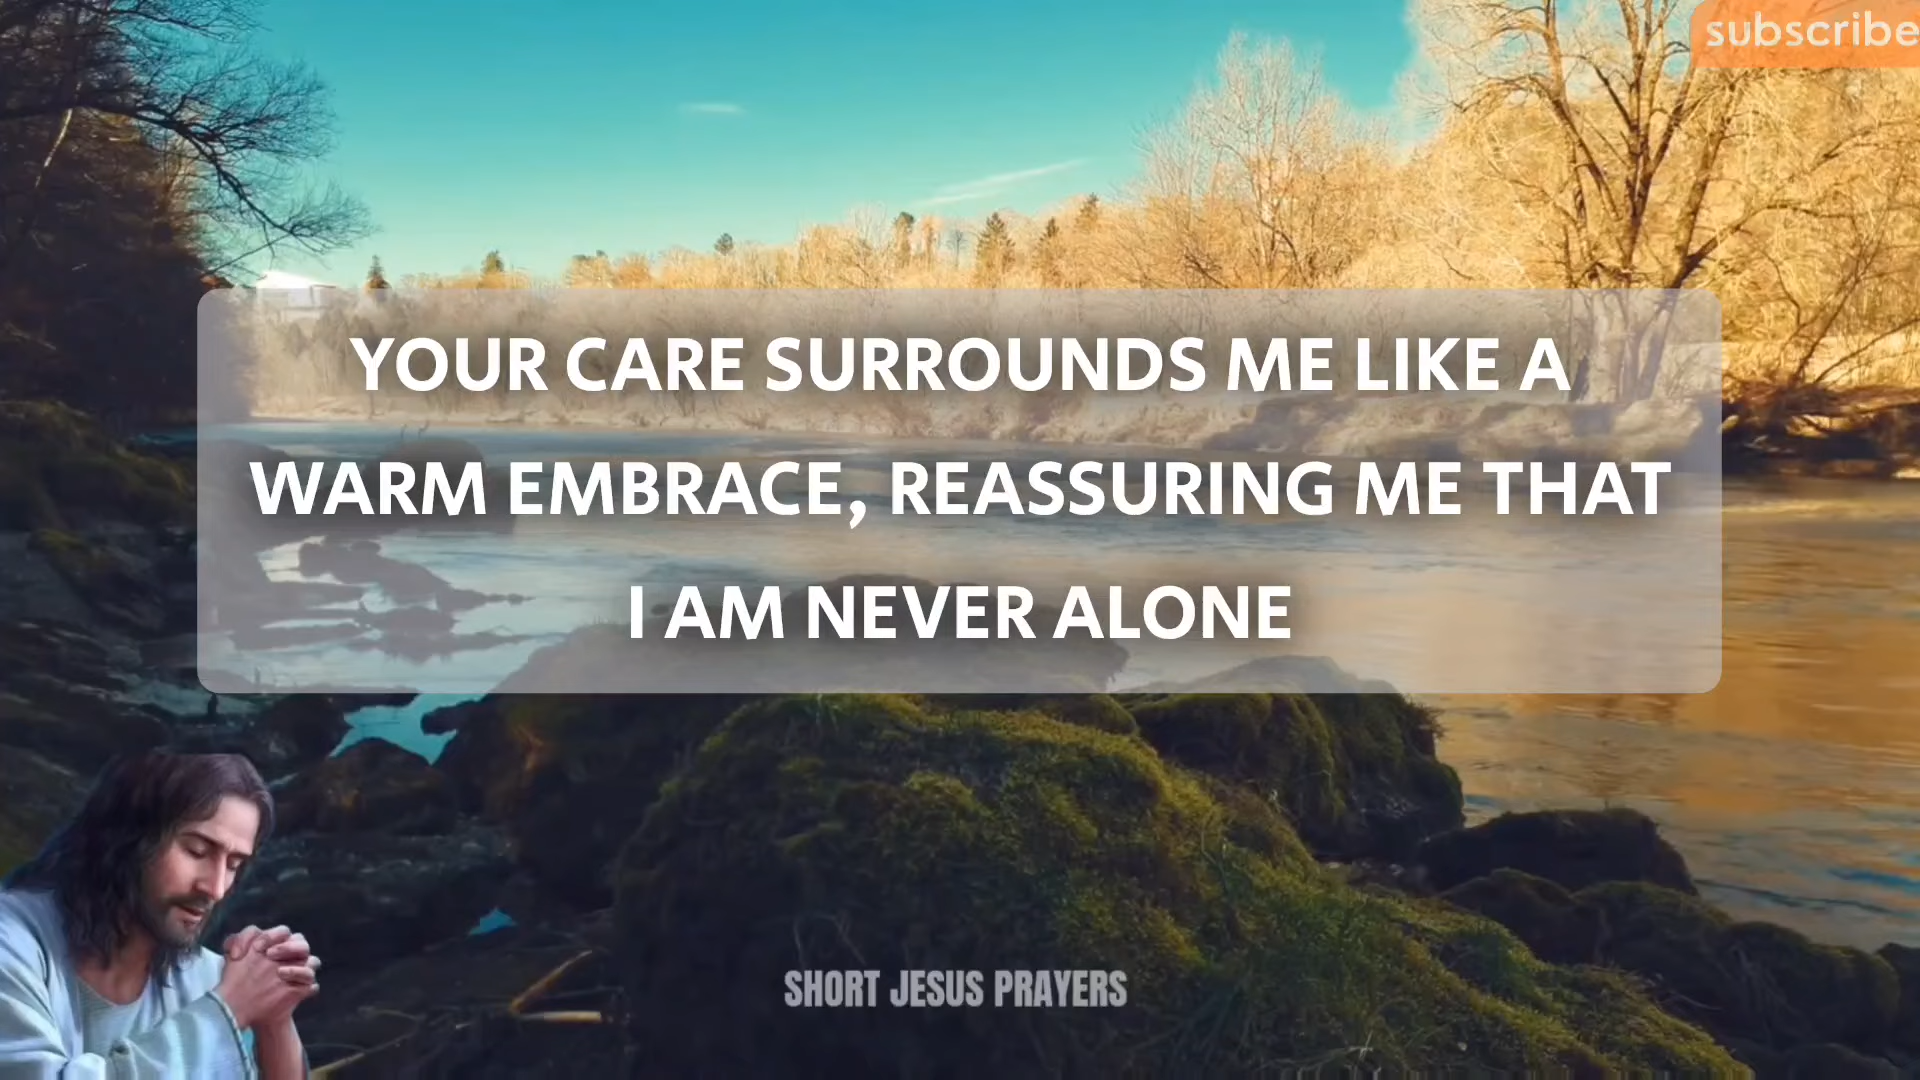 subscribe
YOUR CARE SURROUNDS ME LIKE A
WARM EMBRACE, REASSURING ME THAT
I AM NEVER ALONE
SHORT JESUS PRAYERS